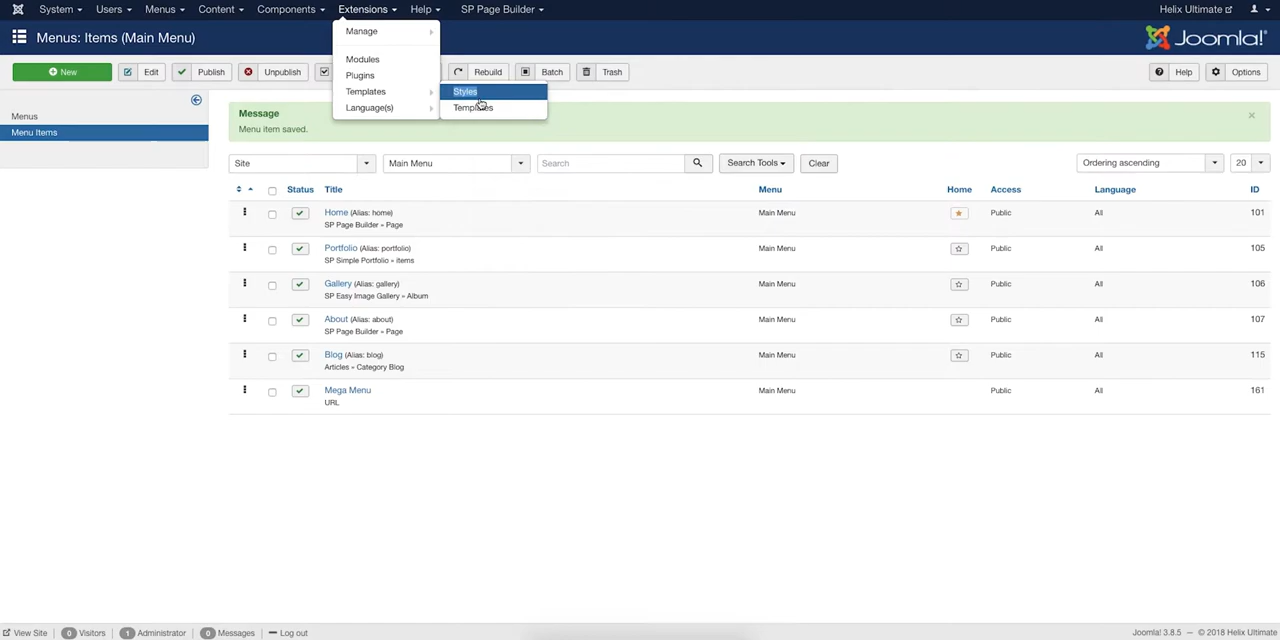 System Users Menus Content Components Extensions Help SP Page Builder Helix Ultimate
Menus: Items (Main Menu) Joomla!®
New Edit Publish Unpublish Rebuild Batch Trash Help Options
Manage
Modules
Plugins
Templates
Language(s)
Styles
Templates
Menus
Menu Items
Message
Menu item saved.
Site Main Menu Search Search Tools Clear Ordering ascending 20
Status Title Menu Home Access Language ID
Home (Alias: home) Main Menu Public All 101
SP Page Builder » Page
Portfolio (Alias: portfolio) Main Menu Public All 105
SP Simple Portfolio » items
Gallery (Alias: gallery) Main Menu Public All 106
SP Easy Image Gallery » Album
About (Alias: about) Main Menu Public All 107
SP Page Builder » Page
Blog (Alias: blog) Main Menu Public All 115
Articles » Category Blog
Mega Menu Main Menu Public All 161
URL
View Site 0 Visitors 1 Administrator 0 Messages Log out Joomla! 3.8.5 — © 2018 Helix Ultimate